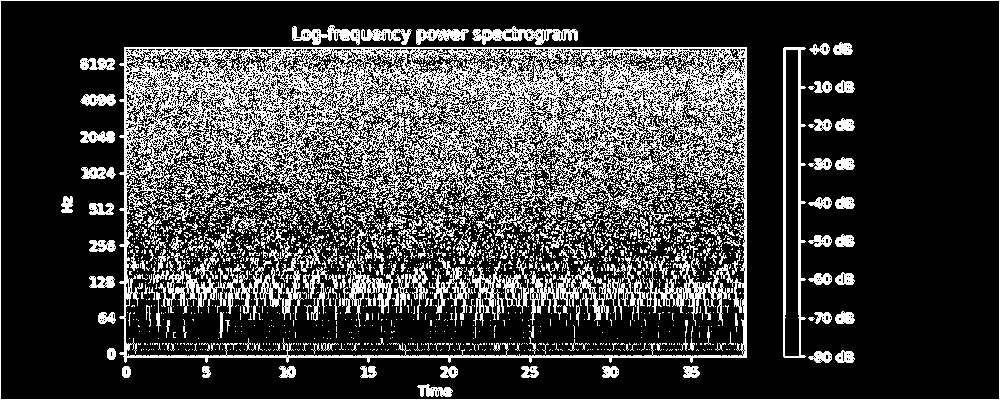 Log-frequency power spectrogram
Hz
8192
4096
2048
1024
512
256
128
64
0
0 5 10 15 20 25 30 35
Time
+0 dB
-10 dB
-20 dB
-30 dB
-40 dB
-50 dB
-60 dB
-70 dB
-80 dB